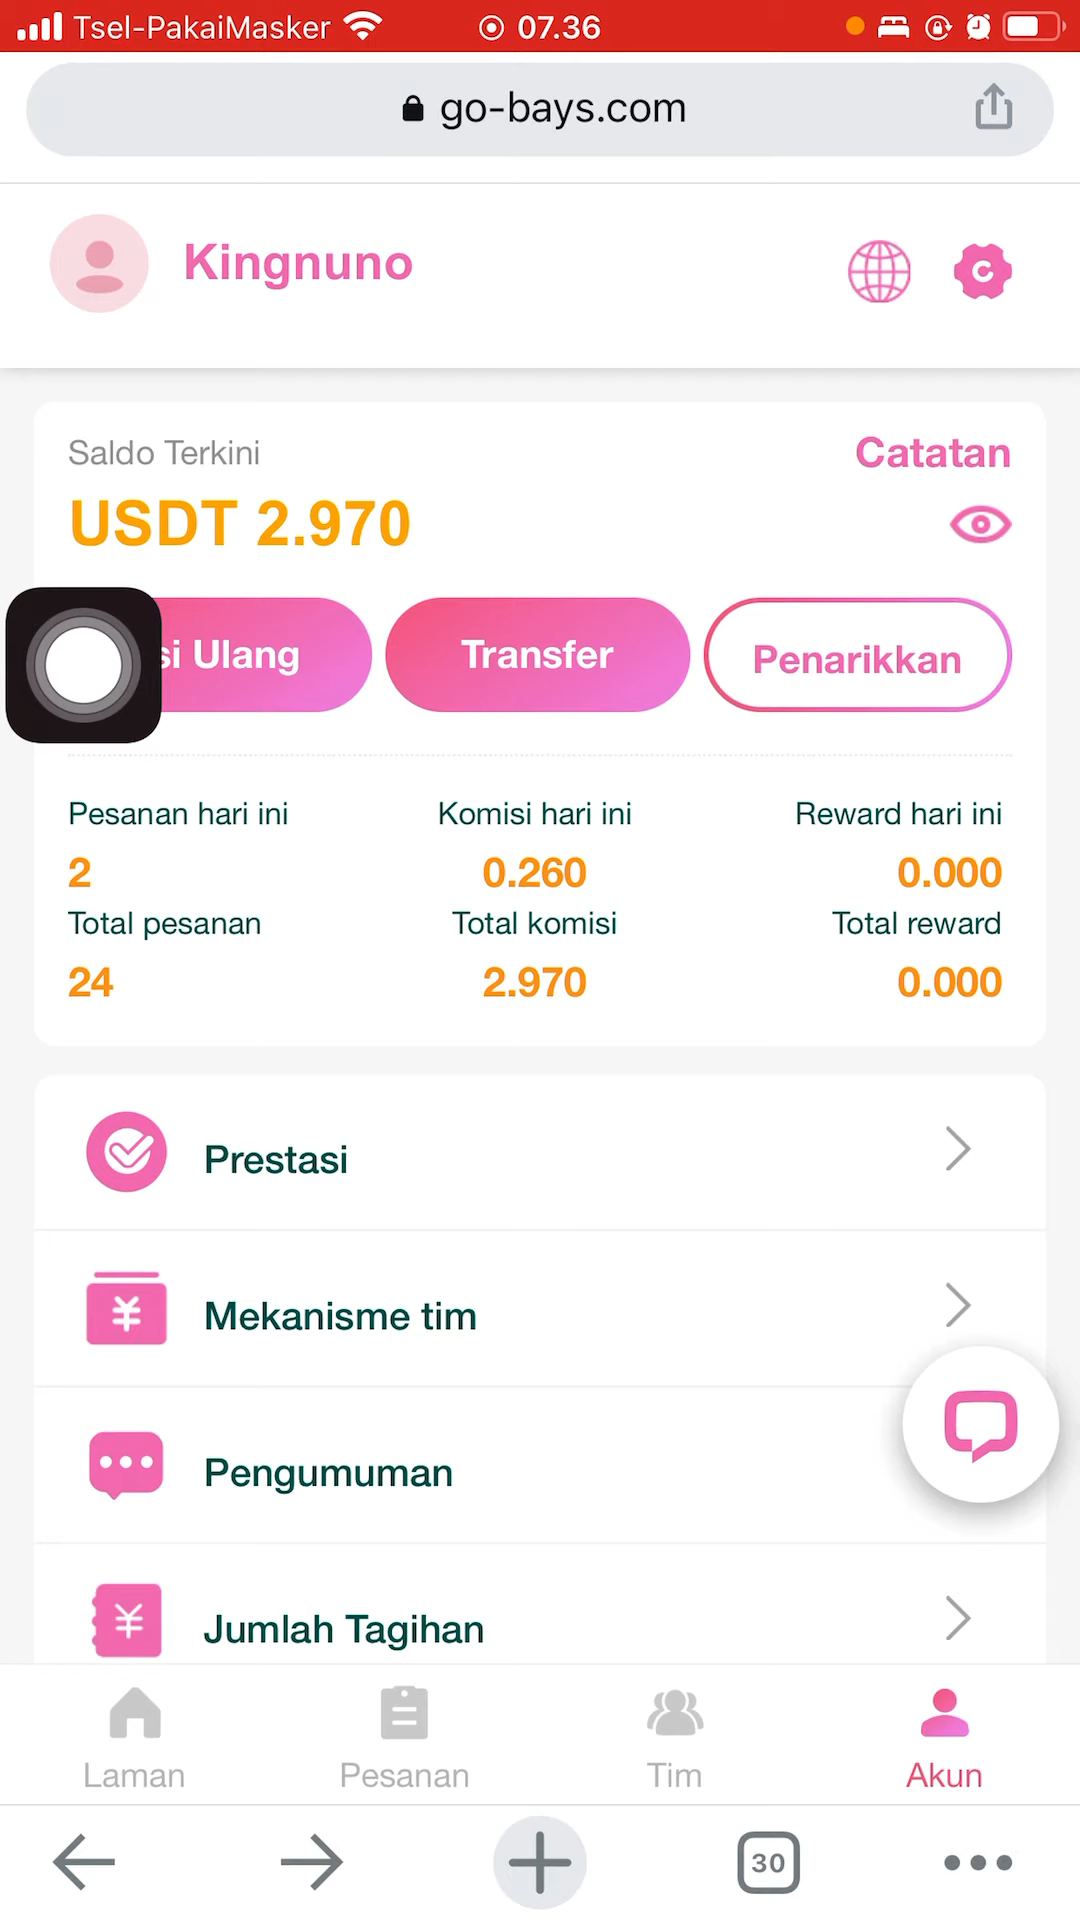 Tsel-PakaiMasker 07.36
go-bays.com
Kingnuno
Saldo Terkini Catatan
USDT 2.970
Ulang Transfer Penarikkan
Pesanan hari ini Komisi hari ini Reward hari ini
2 0.260 0.000
Total pesanan Total komisi Total reward
24 2.970 0.000
Prestasi
¥ Mekanisme tim
Pengumuman
¥ Jumlah Tagihan
Laman Pesanan Tim Akun
30